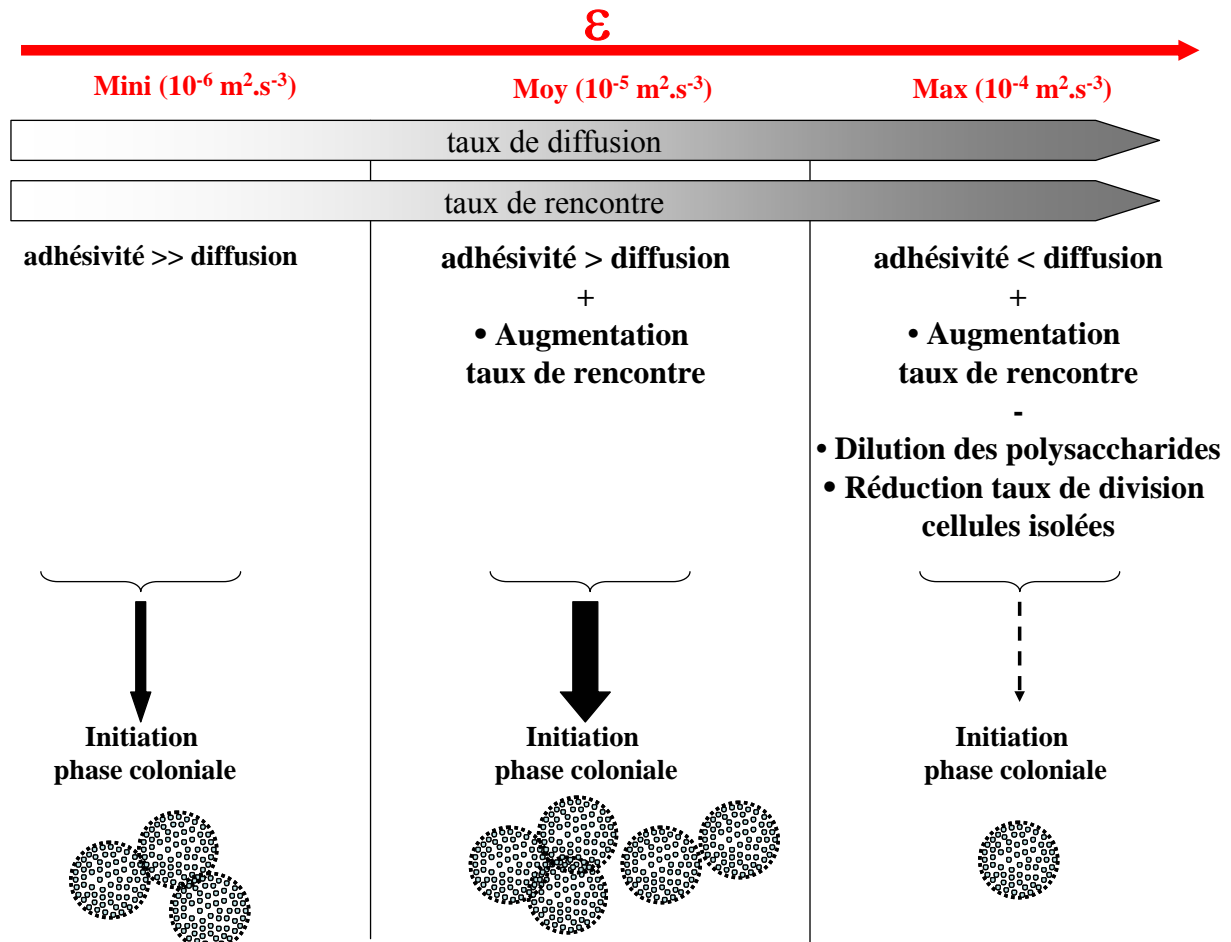 ε
Mini (10⁻⁶ m².s⁻³)
Moy (10⁻⁵ m².s⁻³)
Max (10⁻⁴ m².s⁻³)
taux de diffusion
taux de rencontre
adhésivité >> diffusion
adhésivité > diffusion
+
• Augmentation
taux de rencontre
adhésivité < diffusion
+
• Augmentation
taux de rencontre
-
• Dilution des polysaccharides
• Réduction taux de division
cellules isolées
Initiation
phase coloniale
Initiation
phase coloniale
Initiation
phase coloniale